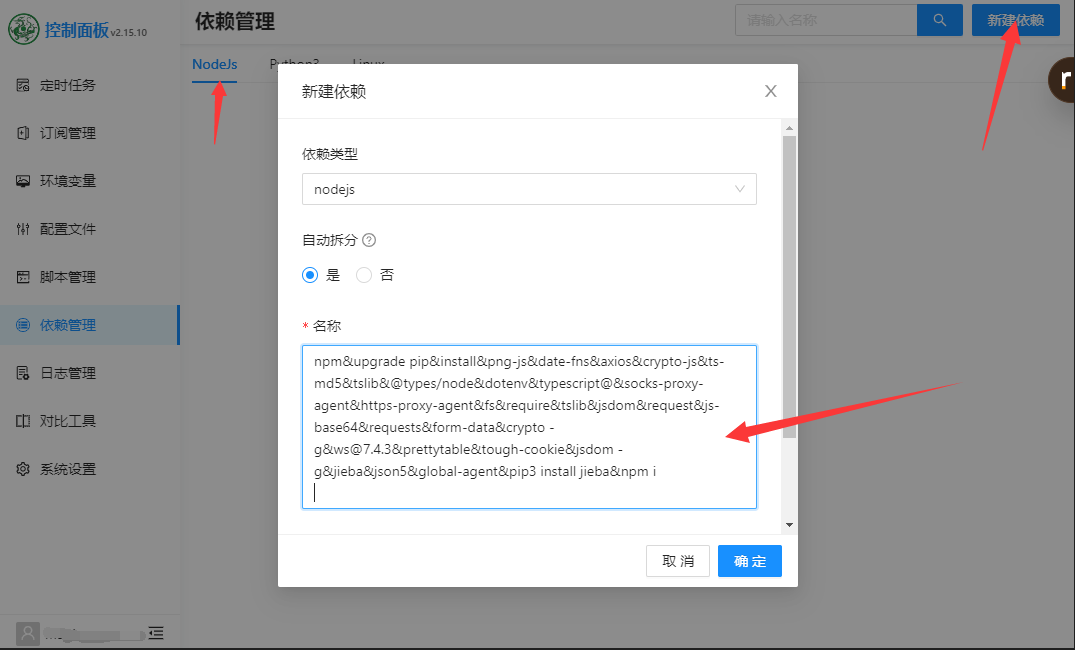 控制面板 v2.15.10
依赖管理
请输入名称
新建依赖
NodeJs Python3 Linux
定时任务
订阅管理
环境变量
配置文件
脚本管理
依赖管理
日志管理
对比工具
系统设置
新建依赖
依赖类型
nodejs
自动拆分
是 否
* 名称
npm&upgrade pip&install&png-js&date-fns&axios&crypto-js&ts-
md5&tslib&@types/node&dotenv&typescript@&socks-proxy-
agent&https-proxy-agent&fs&require&tslib&jsdom&request&js-
base64&requests&form-data&crypto -
g&ws@7.4.3&prettytable&tough-cookie&jsdom -
g&jieba&json5&global-agent&pip3 install jieba&npm i
取 消
确 定
r